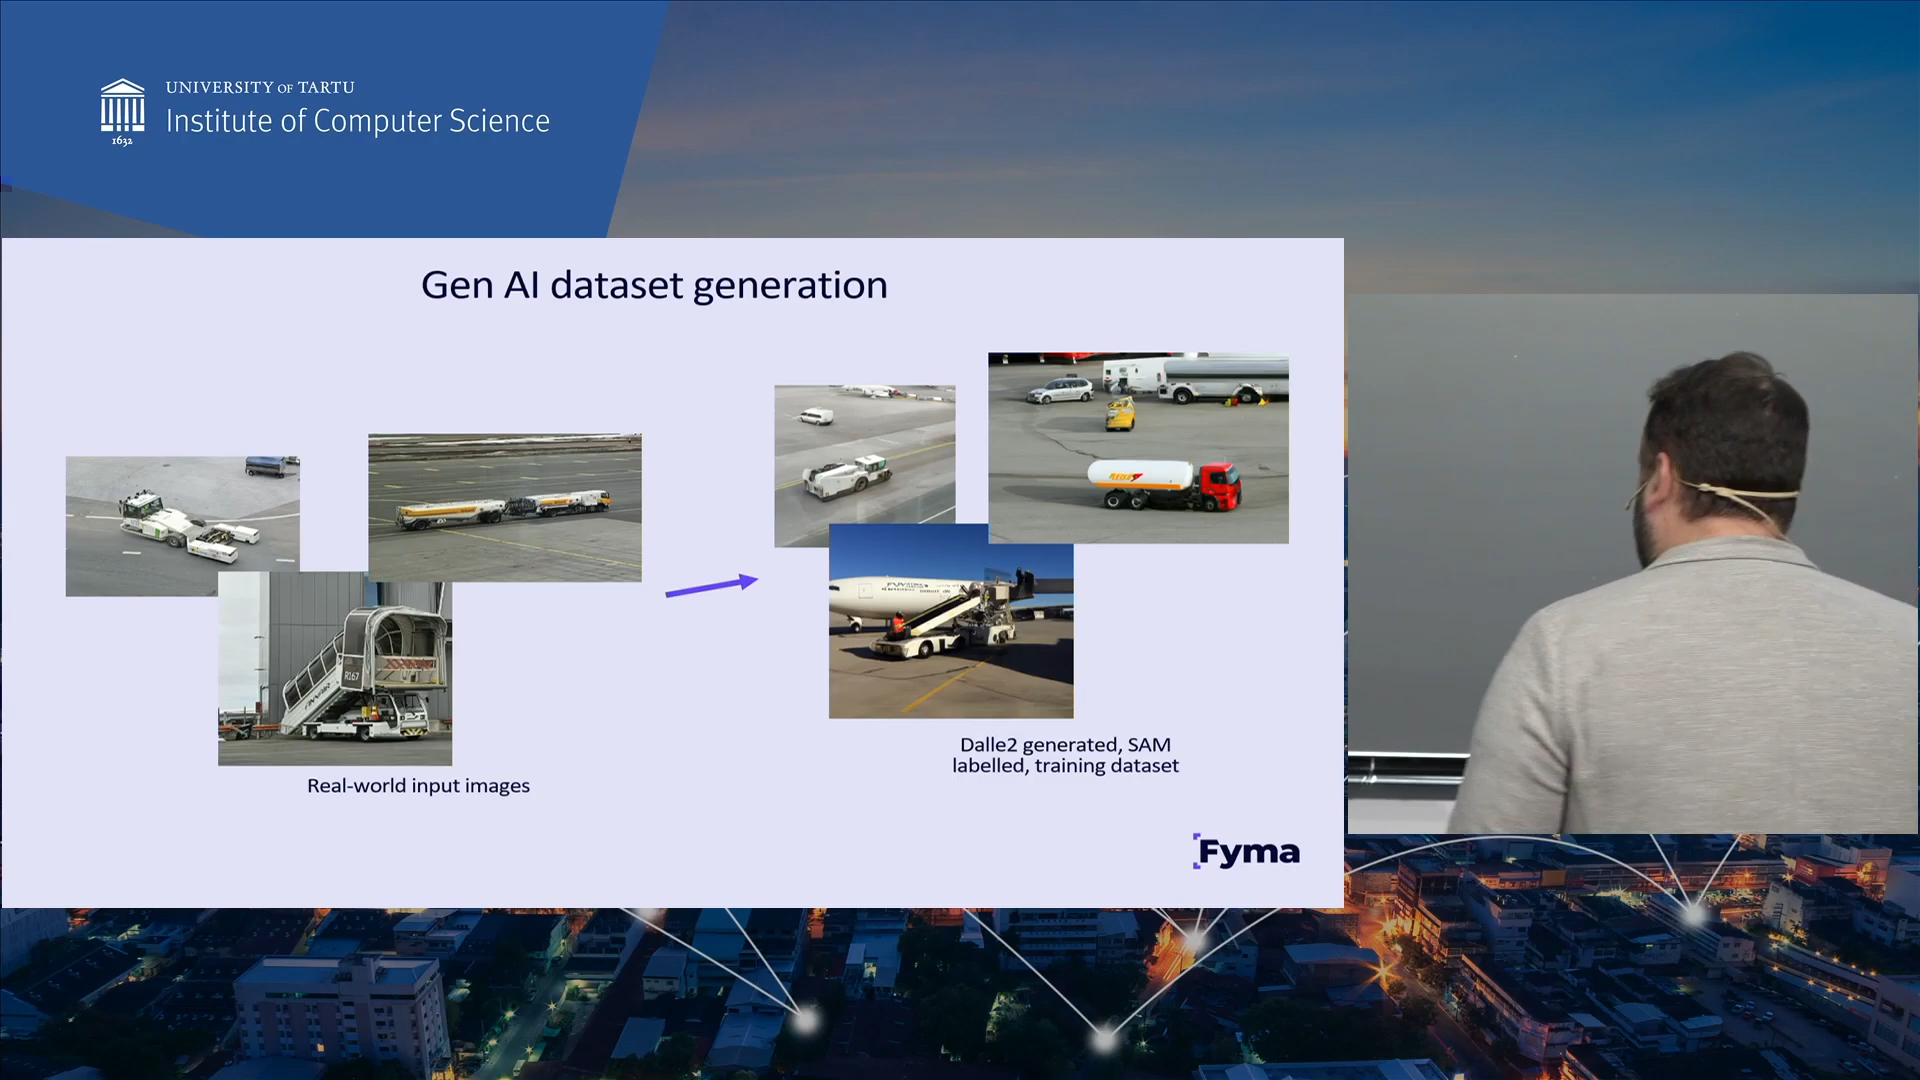 UNIVERSITY OF TARTU
Institute of Computer Science
1632
Gen AI dataset generation
R167
Real-world input images
Dalle2 generated, SAM
labelled, training dataset
Fyma